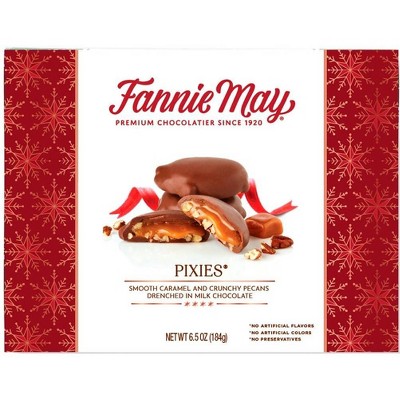 Fannie May®
PREMIUM CHOCOLATIER SINCE 1920
PIXIES®
SMOOTH CARAMEL AND CRUNCHY PECANS
DRENCHED IN MILK CHOCOLATE
*NO ARTIFICIAL FLAVORS
*NO ARTIFICIAL COLORS
*NO PRESERVATIVES
NET WT 6.5 OZ (184g)